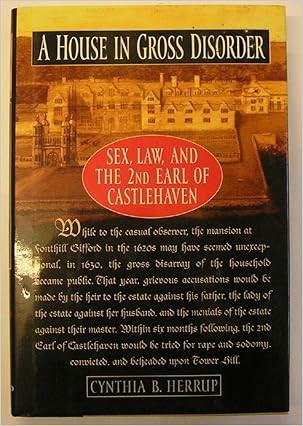 A HOUSE IN GROSS DISORDER
SEX, LAW, AND
THE 2ND EARL OF
CASTLEHAVEN
While to the casual observer, the mansion at
Fonthill Gifford in the 1620s may have seemed unexcep-
tional, in 1630, the gross disarray of the household
became public. That year, grievous accusations would be
made by the heir to the estate against his father, the lady of
the estate against her husband, and the menials of the estate
against their master. Within six months following, the 2nd
Earl of Castlehaven would be tried for rape and sodomy,
convicted, and beheaded upon Tower Hill.
CYNTHIA B. HERRUP